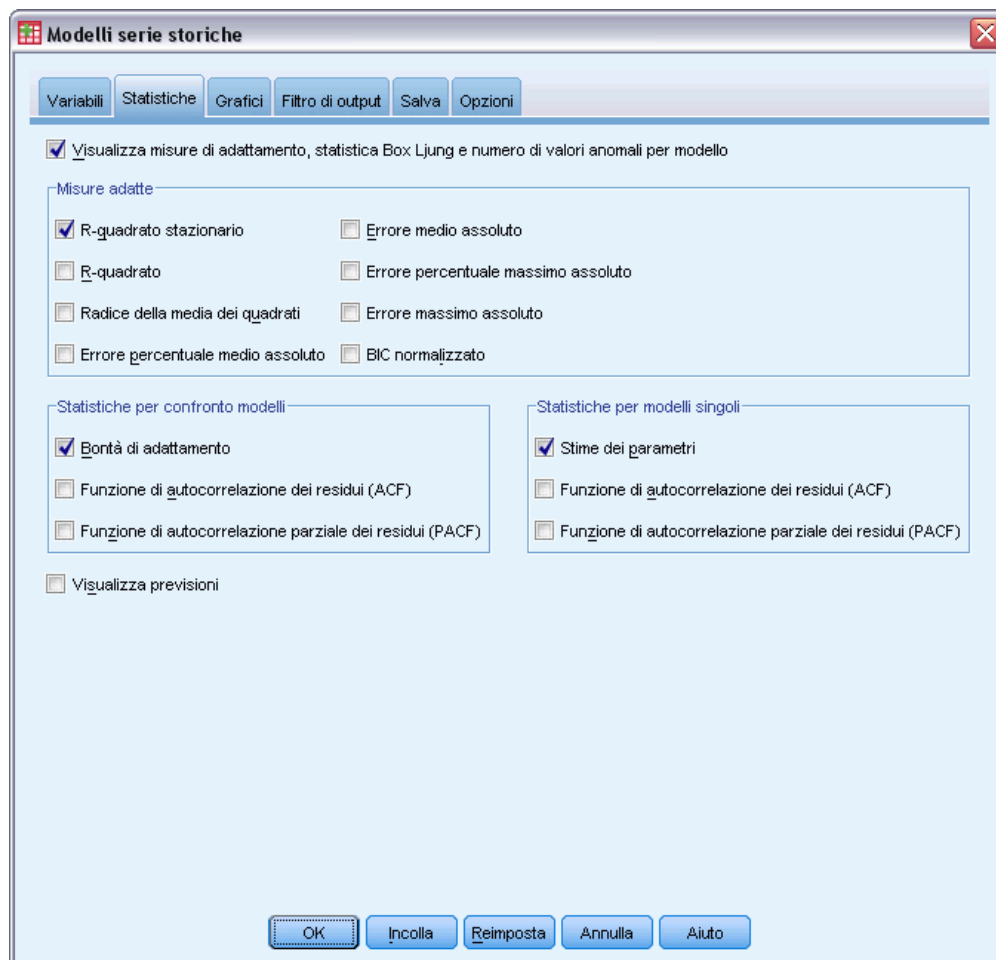 Modelli serie storiche
Variabili Statistiche Grafici Filtro di output Salva Opzioni
Visualizza misure di adattamento, statistica Box Ljung e numero di valori anomali per modello
Misure adatte
R-quadrato stazionario
Errore medio assoluto
R-quadrato
Errore percentuale massimo assoluto
Radice della media dei quadrati
Errore massimo assoluto
Errore percentuale medio assoluto
BIC normalizzato
Statistiche per confronto modelli
Bontà di adattamento
Funzione di autocorrelazione dei residui (ACF)
Funzione di autocorrelazione parziale dei residui (PACF)
Statistiche per modelli singoli
Stime dei parametri
Funzione di autocorrelazione dei residui (ACF)
Funzione di autocorrelazione parziale dei residui (PACF)
Visualizza previsioni
OK Incolla Reimposta Annulla Aiuto